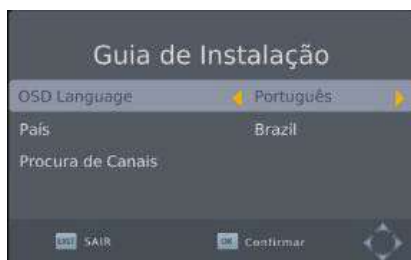 Guia de Instalação
OSD Language Português
País Brazil
Procura de Canais
EXIT SAIR OK Confirmar